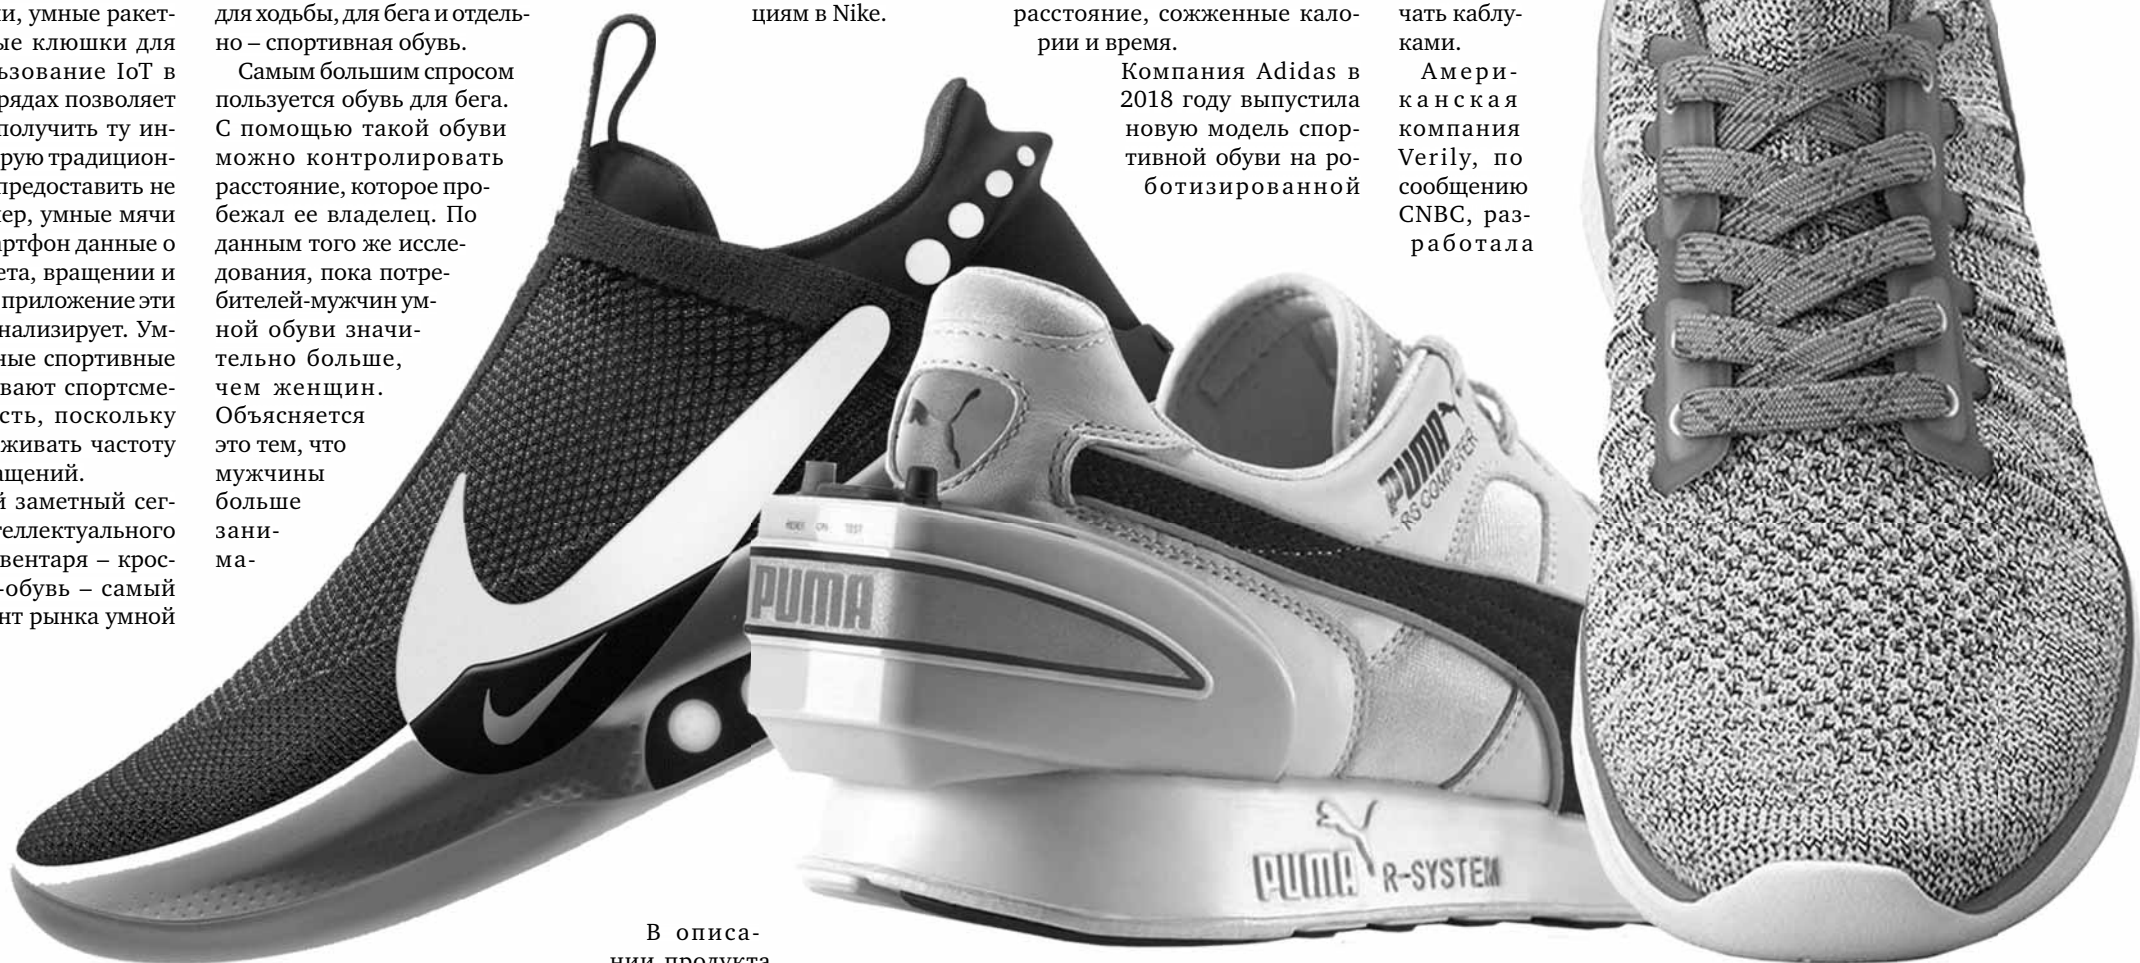 ни, умные ракет-
ые клюшки для
ьзование IoT в
рядах позволяет
получить ту ин-
рую традицион-
предоставить не
ер, умные мячи
артфон данные о
ета, вращении и
приложение эти
нализирует. Ум-
ные спортивные
вают спортсме-
сть, поскольку
живать частоту
ащений.
й заметный сег-
теллектуального
вентаря – крос-
-обувь – самый
нт рынка умной
для ходьбы, для бега и отдель-
но – спортивная обувь.
Самым большим спросом
пользуется обувь для бега.
С помощью такой обуви
можно контролировать
расстояние, которое про-
бежал ее владелец. По
данным того же иссле-
дования, пока потре-
бителей-мужчин ум-
ной обуви значи-
тельно больше,
чем женщин.
Объясняется
это тем, что
мужчины
больше
зани-
ма-
циям в Nike.
В описа-
нии продукта
расстояние, сожженные кало-
рии и время.
Компания Adidas в
2018 году выпустила
новую модель спор-
тивной обуви на ро-
ботизированной
чать каблу-
ками.
Амери-
канская
компания
Verily, по
сообщению
CNBC, раз-
работала
PUMA
RS COMPUTER
TEST
PUMA
PUMA R-SYSTEM